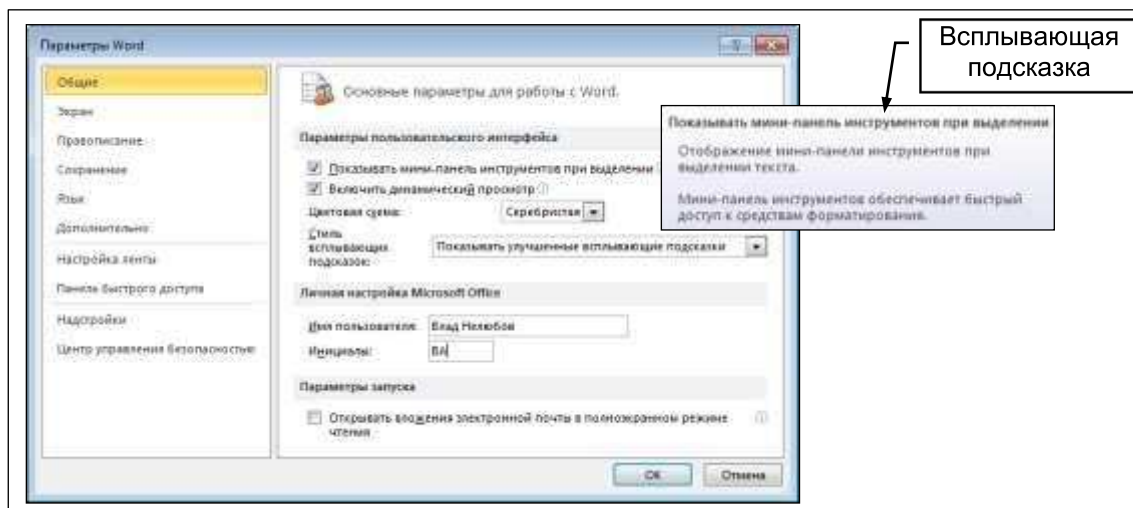 Параметры Word
Общие
Экран
Правописание
Сохранение
Язык
Дополнительно
Настройка ленты
Панель быстрого доступа
Надстройки
Центр управления безопасностью
Основные параметры для работы с Word.
Параметры пользовательского интерфейса
Показывать мини-панель инструментов при выделении
Включить динамический просмотр
Цветовая схема: Серебристая
Стиль
всплывающих
подсказок:
Показывать улучшенные всплывающие подсказки
Личная настройка Microsoft Office
Имя пользователя: Влад Нелюбов
Инициалы: ВА
Параметры запуска
Открывать вложения электронной почты в полноэкранном режиме
чтения
ОК Отмена
Всплывающая
подсказка
Показывать мини-панель инструментов при выделении
Отображение мини-панели инструментов при
выделении текста.
Мини-панель инструментов обеспечивает быстрый
доступ к средствам форматирования.